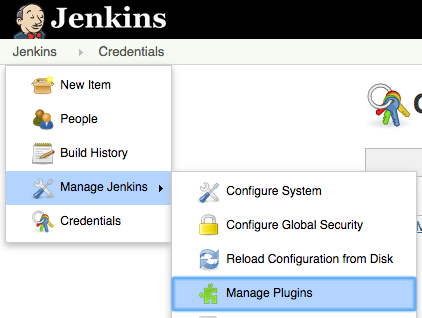 Jenkins
Jenkins Credentials
New Item
People
Build History
Manage Jenkins
Credentials
Configure System
Configure Global Security
Reload Configuration from Disk
Manage Plugins